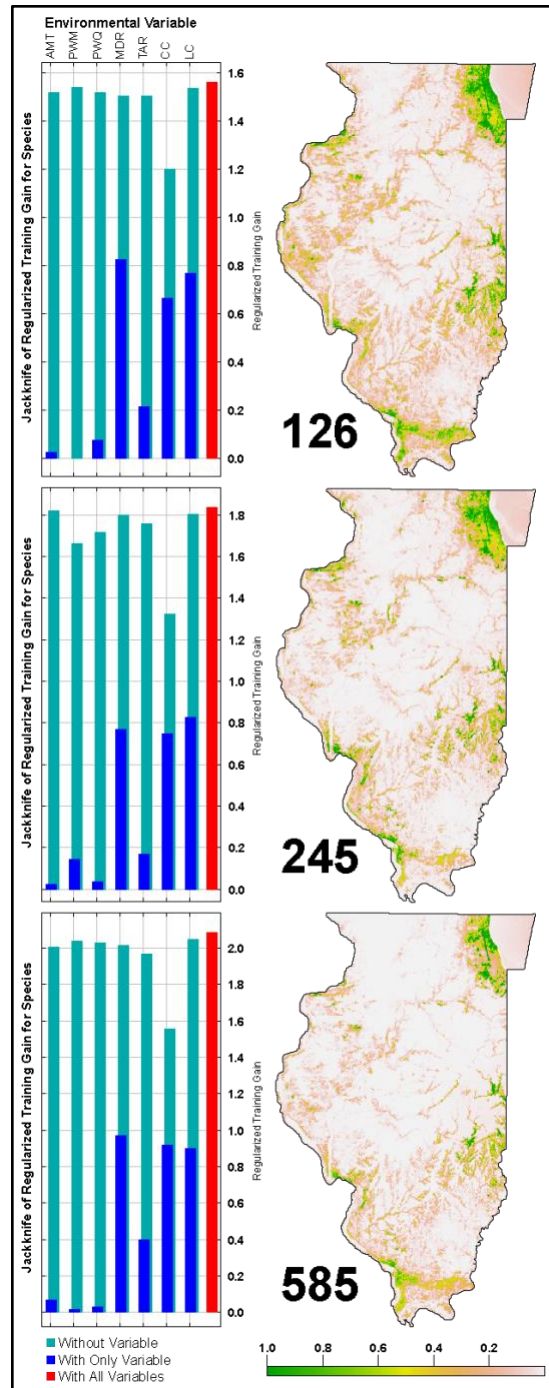 Environmental Variable
AMT
PWM
PWQ
MDR
TAR
CC
LC
Jackknife of Regularized Training Gain for Species
1.6
1.4
1.2
1.0
0.8
0.6
0.4
0.2
0.0
Regularized Training Gain
126
Jackknife of Regularized Training Gain for Species
1.8
1.6
1.4
1.2
1.0
0.8
0.6
0.4
0.2
0.0
Regularized Training Gain
245
Jackknife of Regularized Training Gain for Species
2.0
1.8
1.6
1.4
1.2
1.0
0.8
0.6
0.4
0.2
0.0
Regularized Training Gain
585
Without Variable
With Only Variable
With All Variables
1.0 0.8 0.6 0.4 0.2